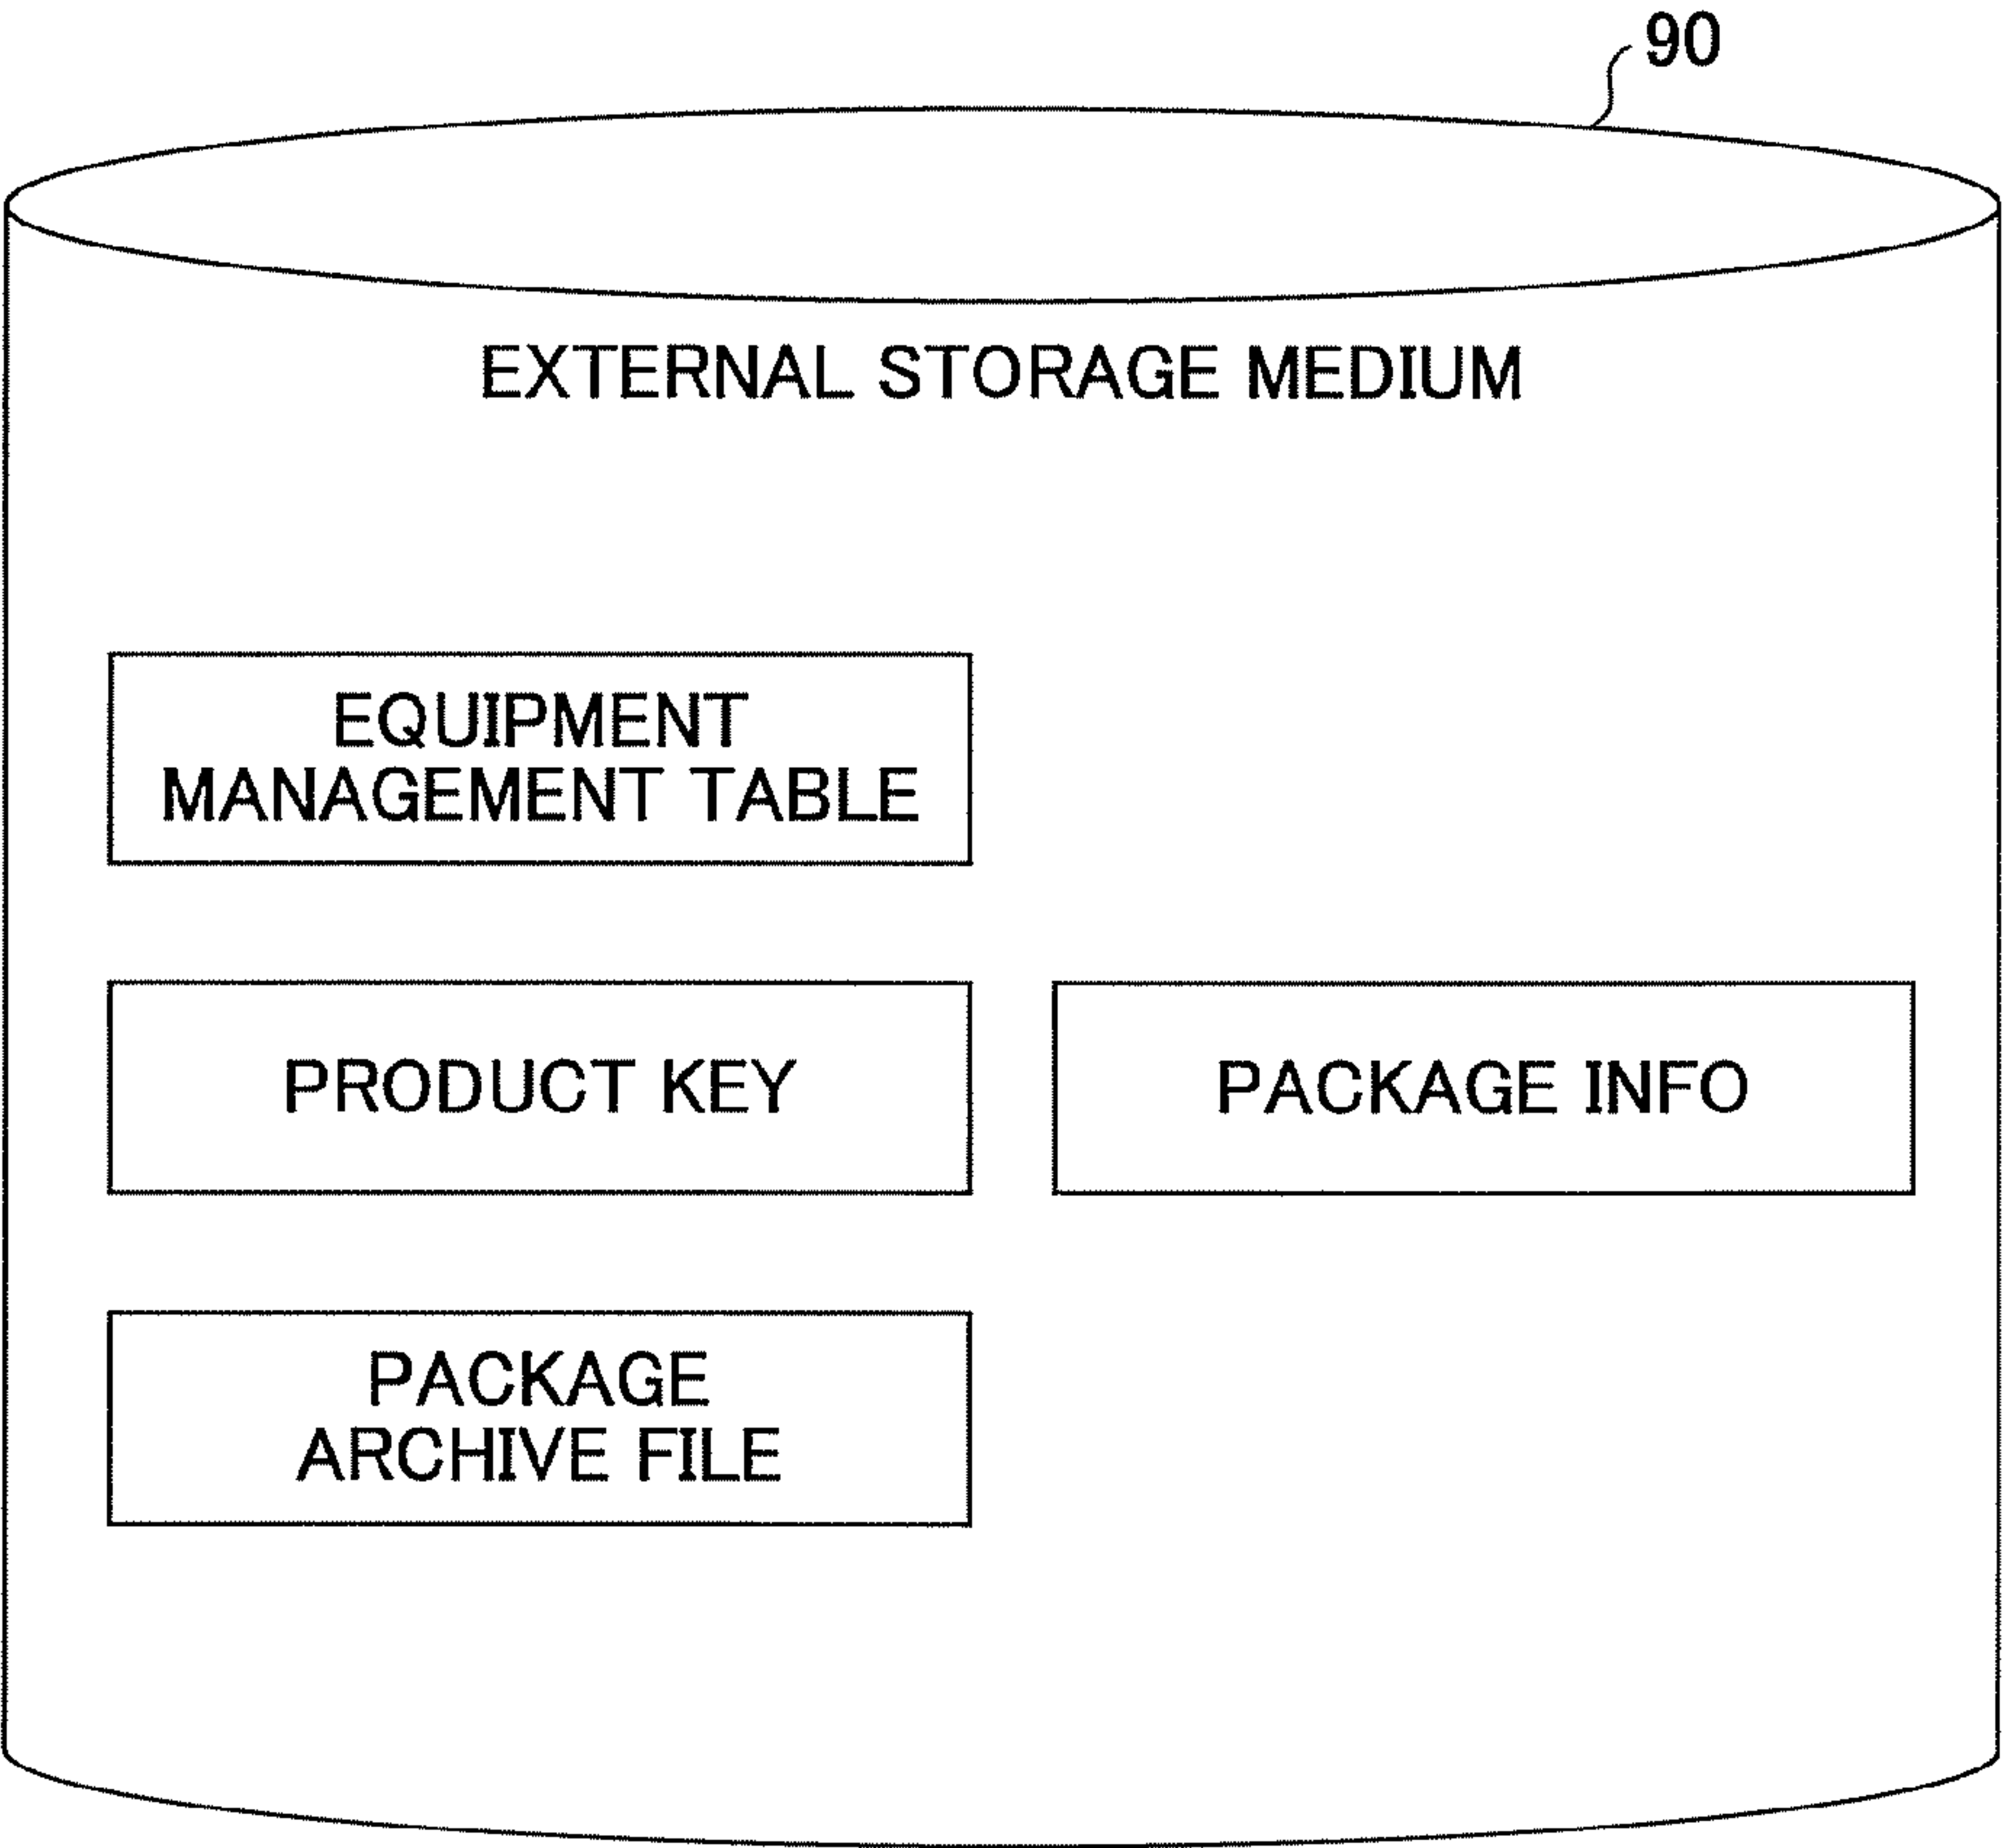 90
EXTERNAL STORAGE MEDIUM
EQUIPMENT
MANAGEMENT TABLE
PRODUCT KEY
PACKAGE INFO
PACKAGE
ARCHIVE FILE